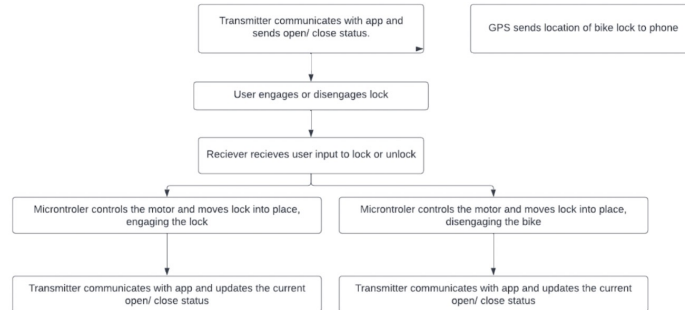 Transmitter communicates with app and
sends open/ close status.
GPS sends location of bike lock to phone
User engages or disengages lock
Reciever recieves user input to lock or unlock
Microntroler controls the motor and moves lock into place,
engaging the lock
Microntroler controls the motor and moves lock into place,
disengaging the bike
Transmitter communicates with app and updates the current
open/ close status
Transmitter communicates with app and updates the current
open/ close status